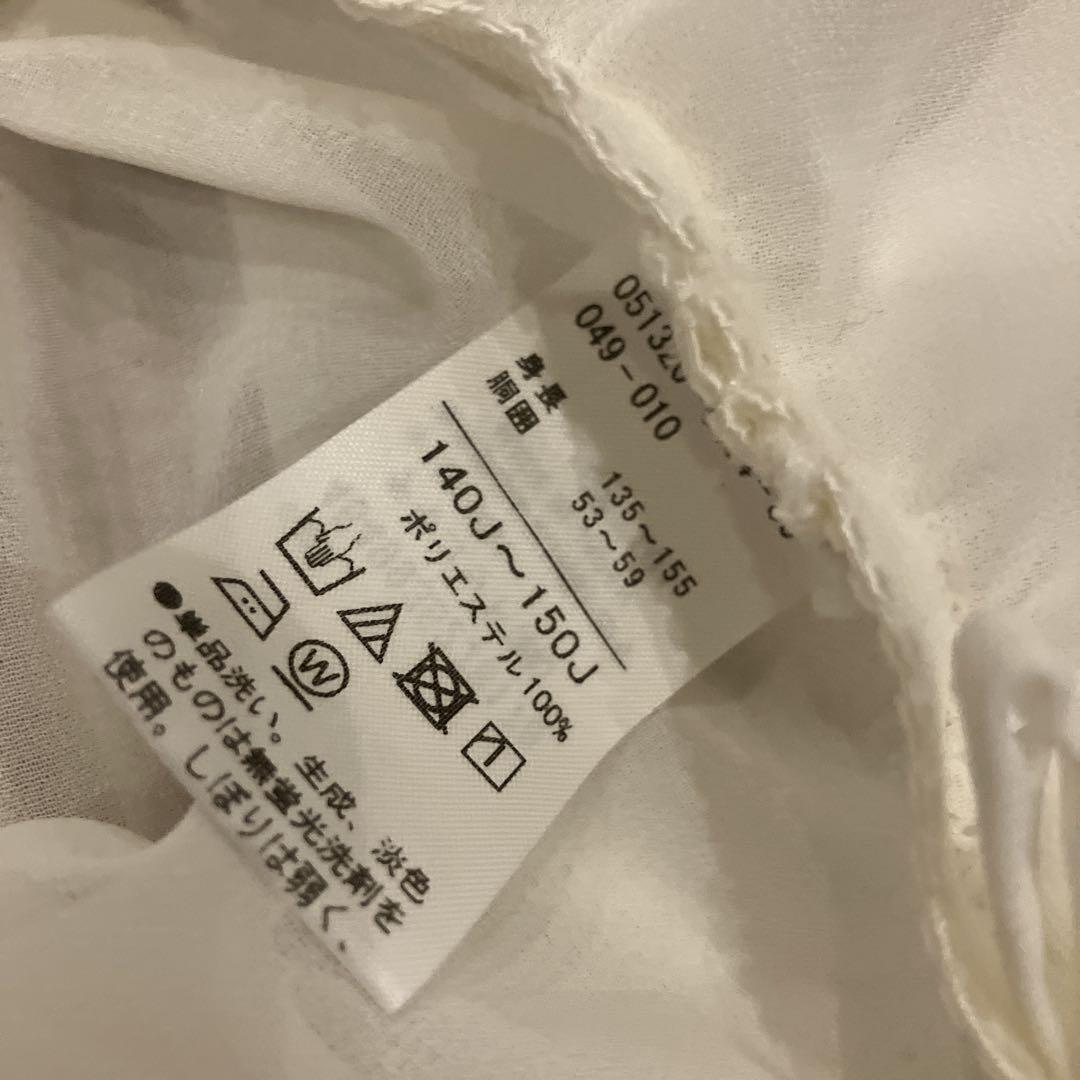 049-010
身長 135～155
胴囲 53～59
140J～150J
ポリエステル100%
W
●単品洗い。生成、淡色
のものは無蛍光洗剤を
使用。しぼりは弱く、